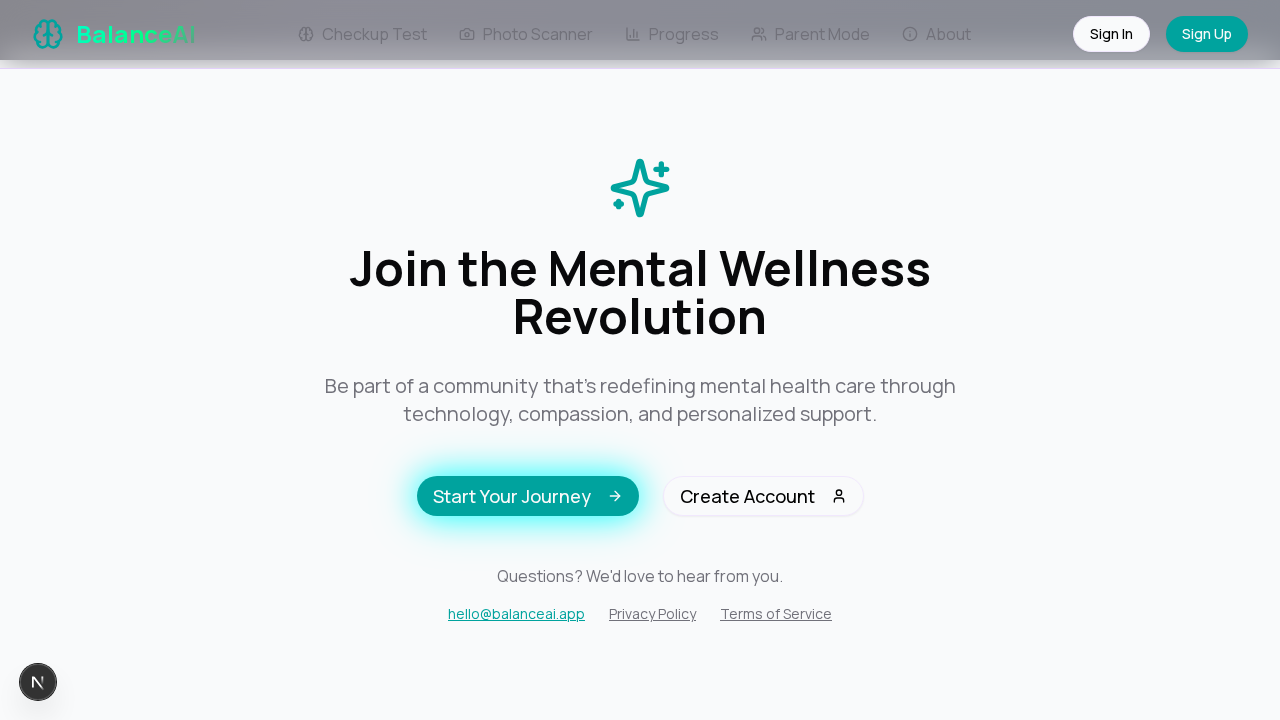 BalanceAI
Checkup Test
Photo Scanner
Progress
Parent Mode
About
Sign In
Sign Up
Join the Mental Wellness
Revolution
Be part of a community that's redefining mental health care through
technology, compassion, and personalized support.
Start Your Journey
Create Account
Questions? We'd love to hear from you.
hello@balanceai.app
Privacy Policy
Terms of Service
N